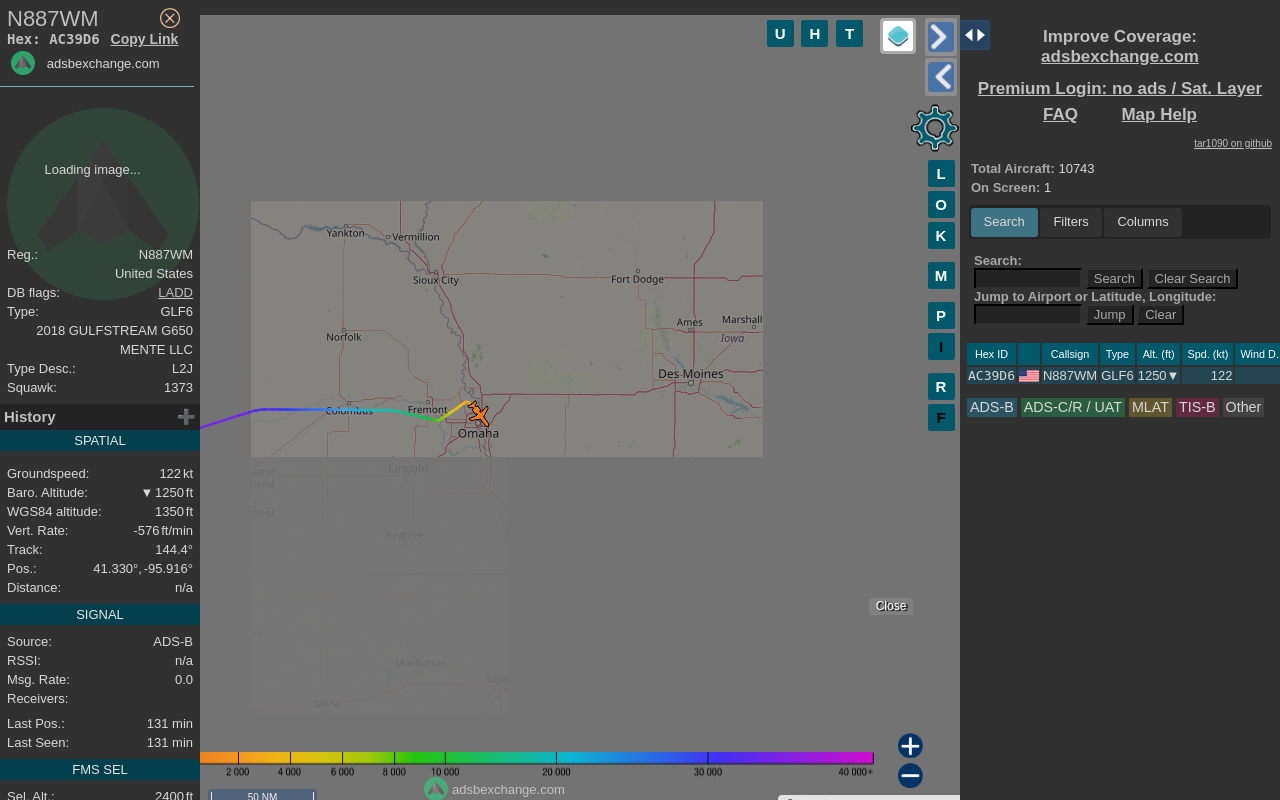 N887WM
Hex: AC39D6 Copy Link
adsbexchange.com
Loading image...
Reg.: N887WM
United States
DB flags: LADD
Type: GLF6
2018 GULFSTREAM G650
MENTE LLC
Type Desc.: L2J
Squawk: 1373
History
SPATIAL
Groundspeed: 122 kt
Baro. Altitude: ▼ 1250 ft
WGS84 altitude: 1350 ft
Vert. Rate: -576 ft/min
Track: 144.4°
Pos.: 41.330°, -95.916°
Distance: n/a
SIGNAL
Source: ADS-B
RSSI: n/a
Msg. Rate: 0.0
Receivers:
Last Pos.: 131 min
Last Seen: 131 min
FMS SEL
Sel. Alt.: 2400 ft
U H T
L
O
K
M
P
I
R
F
Yankton
Vermillion
Sioux City
Fort Dodge
Norfolk
Ames
Marshall
Iowa
Des Moines
Columbus
Fremont
Omaha
Lincoln
Beatrice
Manhattan
Tope
Salina
Close
2 000 4 000 6 000 8 000 10 000 20 000 30 000 40 000+
adsbexchange.com
50 NM
Improve Coverage:
adsbexchange.com
Premium Login: no ads / Sat. Layer
FAQ Map Help
tar1090 on github
Total Aircraft: 10743
On Screen: 1
Search Filters Columns
Search:
Search Clear Search
Jump to Airport or Latitude, Longitude:
Jump Clear
Hex ID Callsign Type Alt. (ft) Spd. (kt) Wind D.
AC39D6 N887WM GLF6 1250▼ 122
ADS-B ADS-C/R / UAT MLAT TIS-B Other